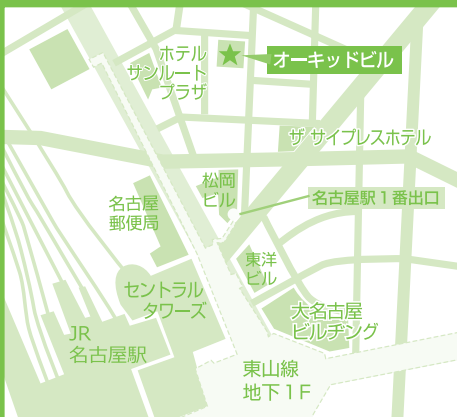 ホテル
サンルート
プラザ
オーキッドビル
ザ サイプレスホテル
松岡
ビル
名古屋駅1番出口
名古屋
郵便局
東洋
ビル
セントラル
タワーズ
大名古屋
ビルヂング
JR
名古屋駅
東山線
地下1F